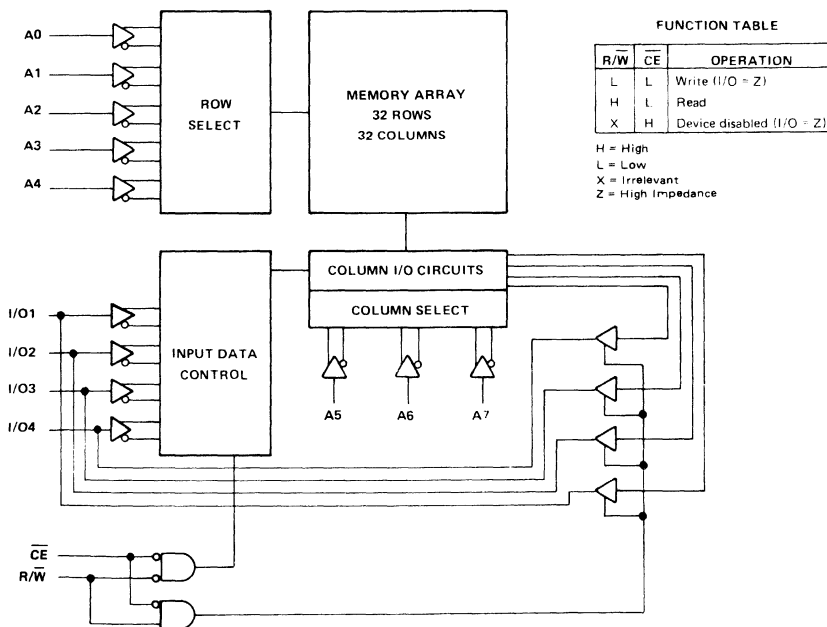 A0
A1
A2
A3
A4
ROW
SELECT
MEMORY ARRAY
32 ROWS
32 COLUMNS
FUNCTION TABLE
R/W̅ C̅E̅ OPERATION
L L Write (I/O = Z)
H L Read
X H Device disabled (I/O = Z)
H = High
L = Low
X = Irrelevant
Z = High Impedance
I/O1
I/O2
I/O3
I/O4
INPUT DATA
CONTROL
COLUMN I/O CIRCUITS
COLUMN SELECT
A5 A6 A7
C̅E̅
R/W̅